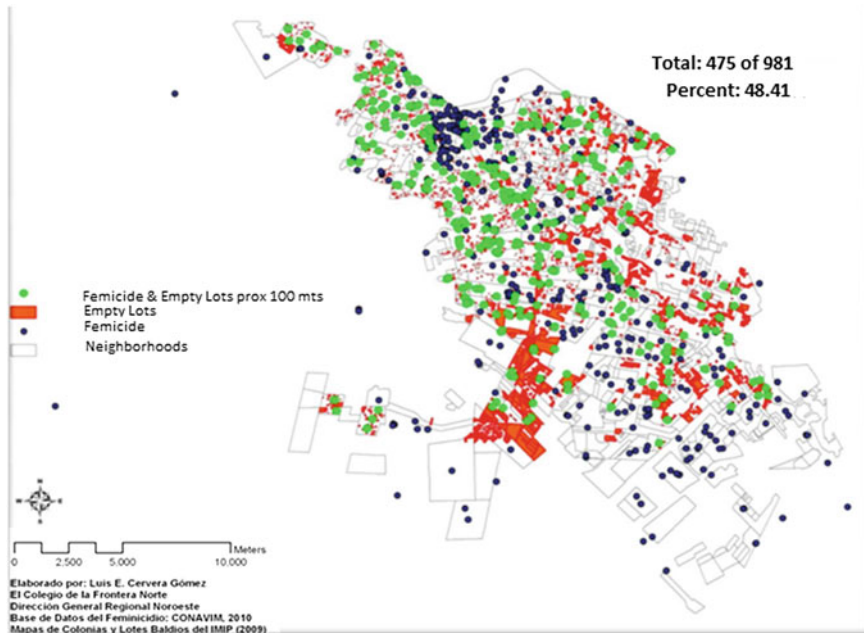 Total: 475 of 981
Percent: 48.41
Femicide & Empty Lots prox 100 mts
Empty Lots
Femicide
Neighborhoods
N
W E
S
Meters
0 2.500 5.000 10.000
Elaborado por: Luis E. Cervera Gómez
El Colegio de la Frontera Norte
Dirección General Regional Noroeste
Base de Datos del Feminicidio: CONAVIM, 2010
Mapas de Colonias y Lotes Baldios del IMIP (2009)